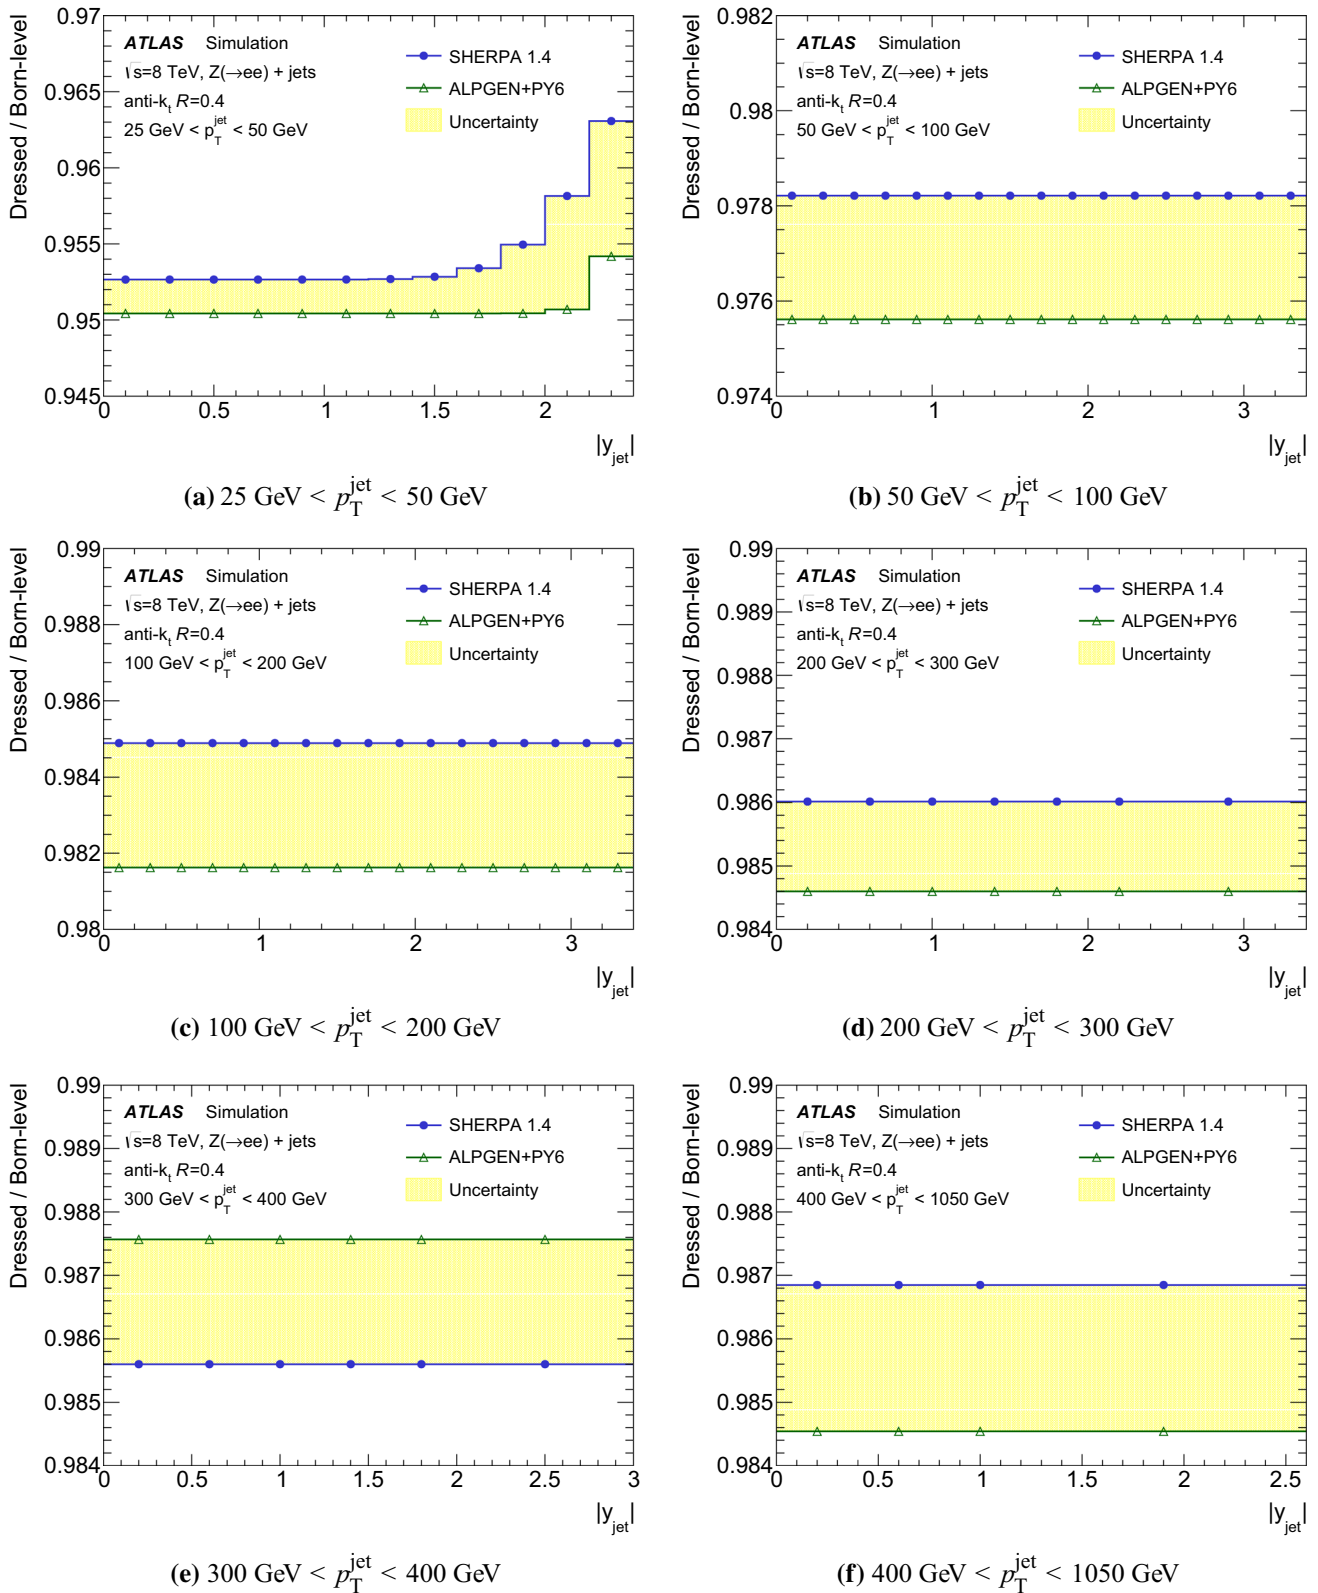 Dressed / Born-level
0.97
0.965
0.96
0.955
0.95
0.945
ATLAS Simulation
√s=8 TeV, Z(→ee) + jets
anti-kt R=0.4
25 GeV < pTjet < 50 GeV
SHERPA 1.4
ALPGEN+PY6
Uncertainty
0 0.5 1 1.5 2
|yjet|
(a) 25 GeV < pTjet < 50 GeV
Dressed / Born-level
0.982
0.98
0.978
0.976
0.974
ATLAS Simulation
√s=8 TeV, Z(→ee) + jets
anti-kt R=0.4
50 GeV < pTjet < 100 GeV
SHERPA 1.4
ALPGEN+PY6
Uncertainty
0 1 2 3
|yjet|
(b) 50 GeV < pTjet < 100 GeV
Dressed / Born-level
0.99
0.988
0.986
0.984
0.982
0.98
ATLAS Simulation
√s=8 TeV, Z(→ee) + jets
anti-kt R=0.4
100 GeV < pTjet < 200 GeV
SHERPA 1.4
ALPGEN+PY6
Uncertainty
0 1 2 3
|yjet|
(c) 100 GeV < pTjet < 200 GeV
Dressed / Born-level
0.99
0.989
0.988
0.987
0.986
0.985
0.984
ATLAS Simulation
√s=8 TeV, Z(→ee) + jets
anti-kt R=0.4
200 GeV < pTjet < 300 GeV
SHERPA 1.4
ALPGEN+PY6
Uncertainty
0 1 2 3
|yjet|
(d) 200 GeV < pTjet < 300 GeV
Dressed / Born-level
0.99
0.989
0.988
0.987
0.986
0.985
0.984
ATLAS Simulation
√s=8 TeV, Z(→ee) + jets
anti-kt R=0.4
300 GeV < pTjet < 400 GeV
SHERPA 1.4
ALPGEN+PY6
Uncertainty
0 0.5 1 1.5 2 2.5 3
|yjet|
(e) 300 GeV < pTjet < 400 GeV
Dressed / Born-level
0.99
0.989
0.988
0.987
0.986
0.985
0.984
ATLAS Simulation
√s=8 TeV, Z(→ee) + jets
anti-kt R=0.4
400 GeV < pTjet < 1050 GeV
SHERPA 1.4
ALPGEN+PY6
Uncertainty
0 0.5 1 1.5 2 2.5
|yjet|
(f) 400 GeV < pTjet < 1050 GeV